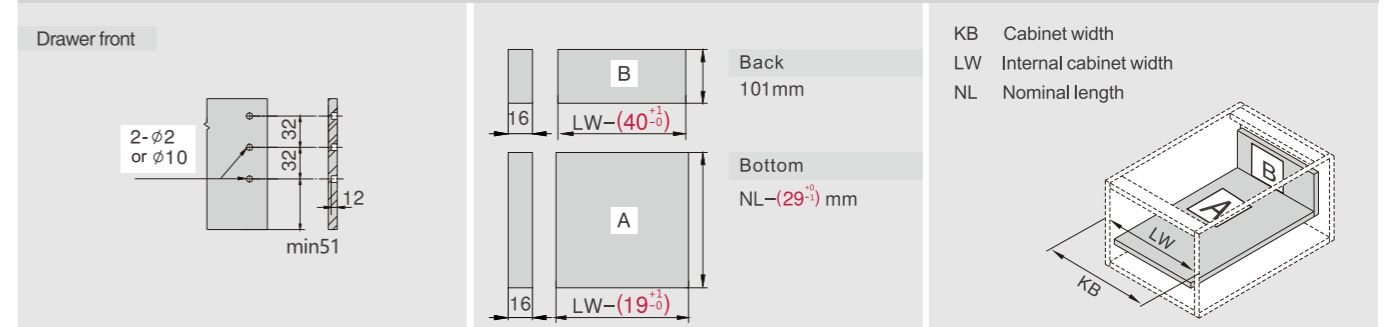 Drawer front
2-ϕ2
or ϕ10
32
32
12
min51
16
B
LW-(40+1-0)
Back
101mm
16
A
LW-(19+1-0)
Bottom
NL-(29+0-1) mm
KB Cabinet width
LW Internal cabinet width
NL Nominal length
B
A
LW
KB